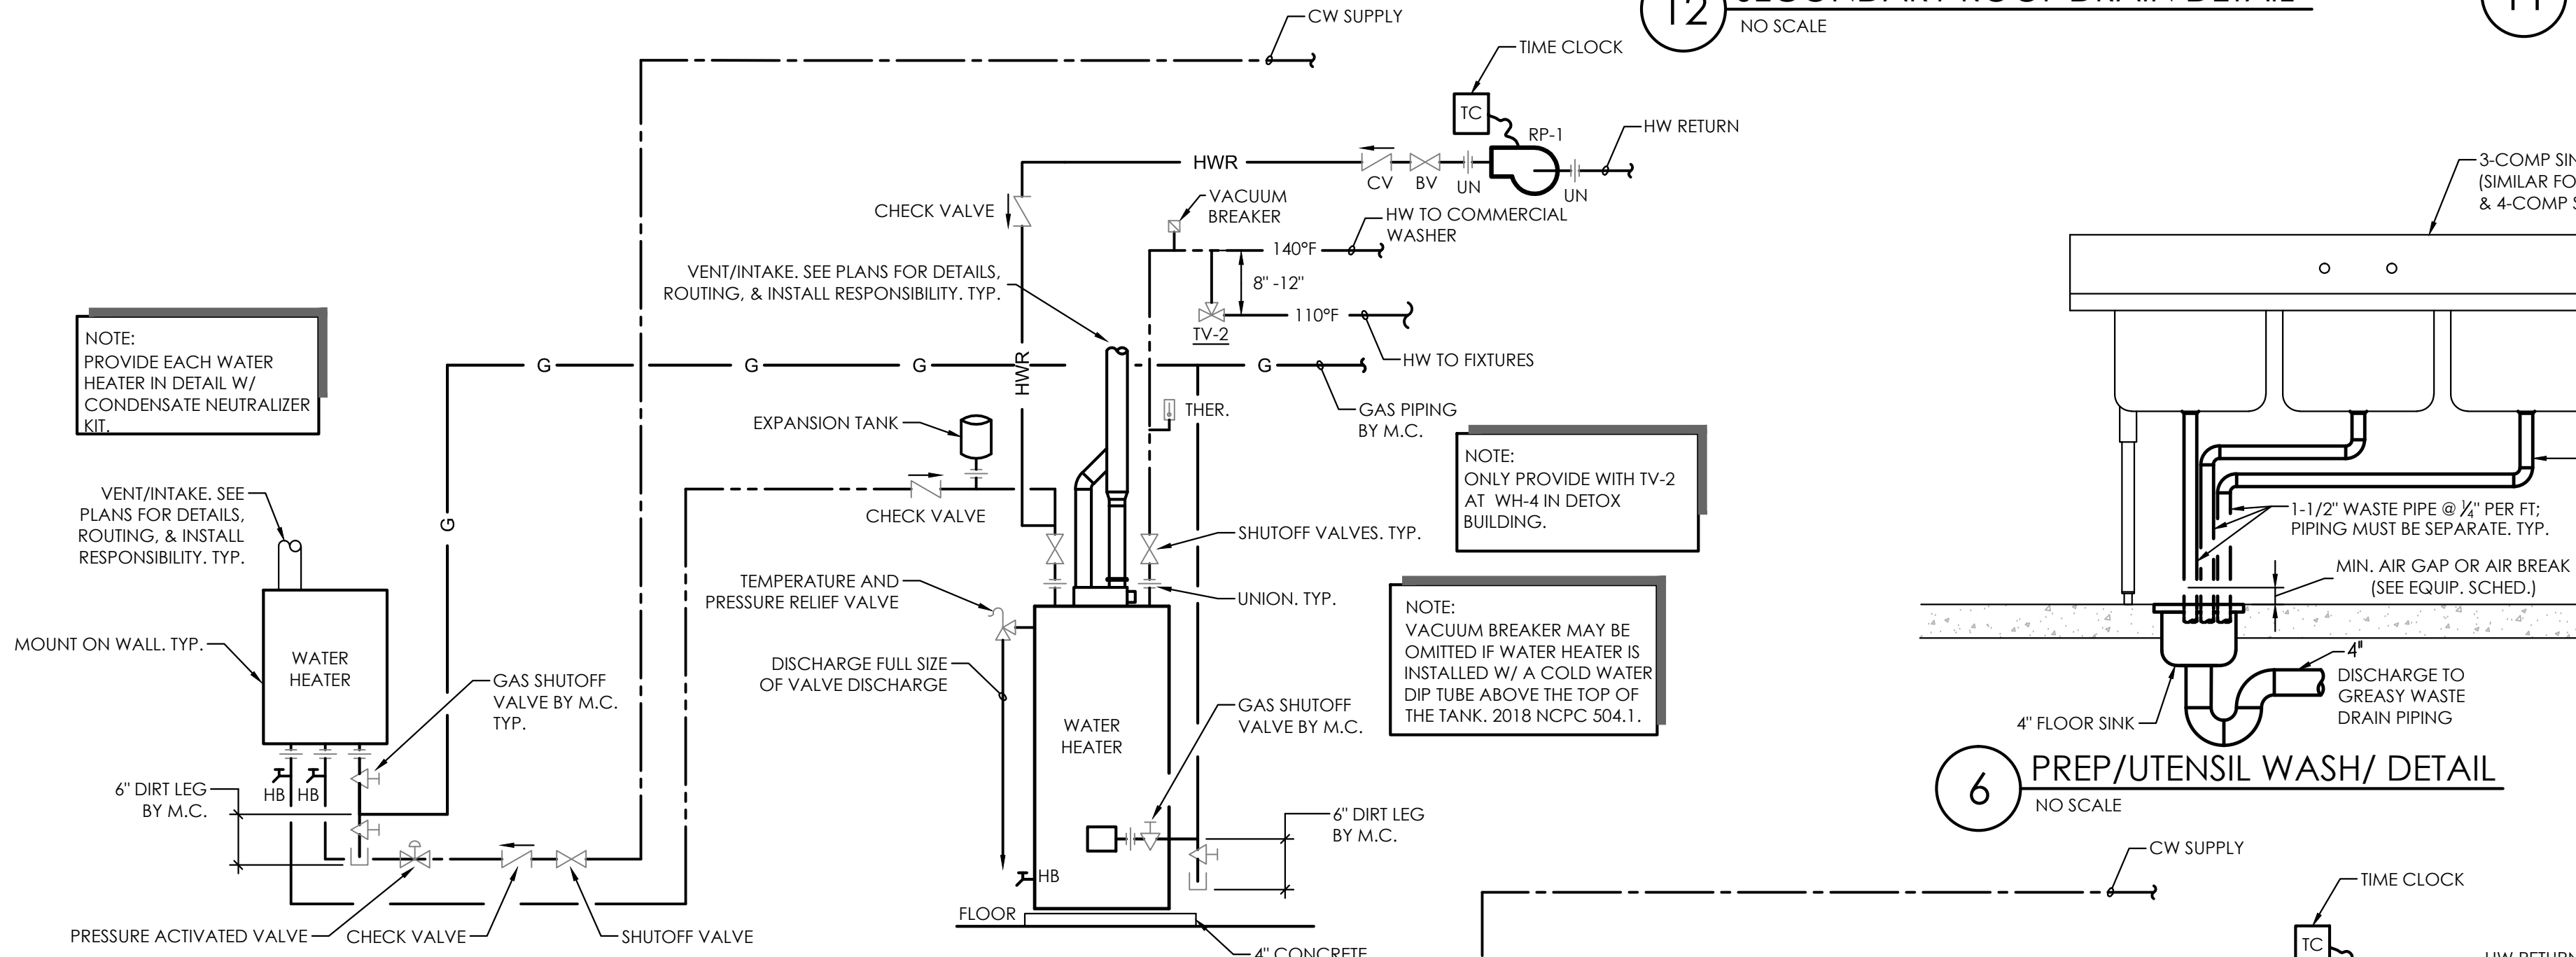 CW SUPPLY
12
NO SCALE
11
TIME CLOCK
TC
RP-1
HW RETURN
HWR
CV
BV
UN
UN
CHECK VALVE
VACUUM
BREAKER
HW TO COMMERCIAL
WASHER
140°F
8" -12"
110°F
TV-2
HW TO FIXTURES
VENT/INTAKE. SEE PLANS FOR DETAILS,
ROUTING, & INSTALL RESPONSIBILITY. TYP.
NOTE:
PROVIDE EACH WATER
HEATER IN DETAIL W/
CONDENSATE NEUTRALIZER
KIT.
G
G
G
HWR
G
THER.
GAS PIPING
BY M.C.
EXPANSION TANK
NOTE:
ONLY PROVIDE WITH TV-2
AT WH-4 IN DETOX
BUILDING.
VENT/INTAKE. SEE
PLANS FOR DETAILS,
ROUTING, & INSTALL
RESPONSIBILITY. TYP.
G
CHECK VALVE
SHUTOFF VALVES. TYP.
TEMPERATURE AND
PRESSURE RELIEF VALVE
UNION. TYP.
NOTE:
VACUUM BREAKER MAY BE
OMITTED IF WATER HEATER IS
INSTALLED W/ A COLD WATER
DIP TUBE ABOVE THE TOP OF
THE TANK. 2018 NCPC 504.1.
MOUNT ON WALL. TYP.
WATER
HEATER
GAS SHUTOFF
VALVE BY M.C.
TYP.
DISCHARGE FULL SIZE
OF VALVE DISCHARGE
WATER
HEATER
GAS SHUTOFF
VALVE BY M.C.
HB
HB
6" DIRT LEG
BY M.C.
6" DIRT LEG
BY M.C.
HB
FLOOR
PRESSURE ACTIVATED VALVE
CHECK VALVE
SHUTOFF VALVE
4" CONCRETE
3-COMP
(SIMILAR
& 4-COMP
1-1/2" WASTE PIPE @ ¼" PER FT;
PIPING MUST BE SEPARATE. TYP.
MIN. AIR GAP OR AIR BREAK
(SEE EQUIP. SCHED.)
4"
DISCHARGE TO
GREASY WASTE
DRAIN PIPING
4" FLOOR SINK
6
PREP/UTENSIL WASH/ DETAIL
NO SCALE
CW SUPPLY
TIME CLOCK
TC